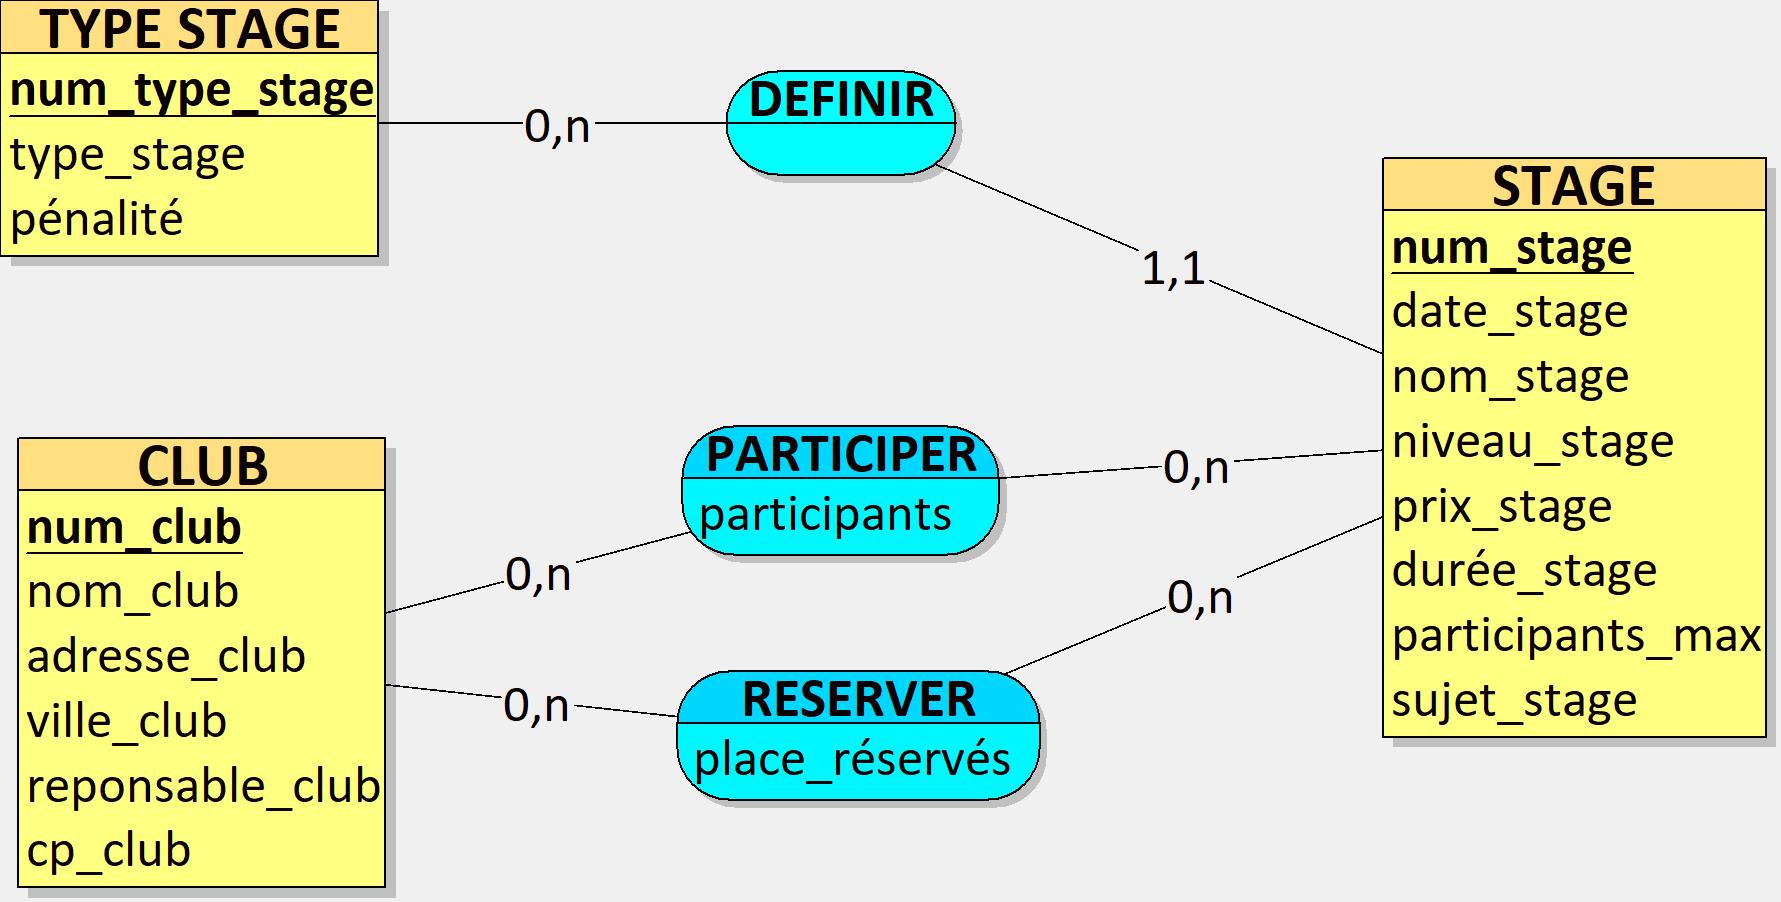 TYPE STAGE
num_type_stage
type_stage
pénalité
0,n
DEFINIR
1,1
STAGE
num_stage
date_stage
nom_stage
niveau_stage
prix_stage
durée_stage
participants_max
sujet_stage
CLUB
num_club
nom_club
adresse_club
ville_club
reponsable_club
cp_club
0,n
PARTICIPER
participants
0,n
0,n
RESERVER
place_réservés
0,n